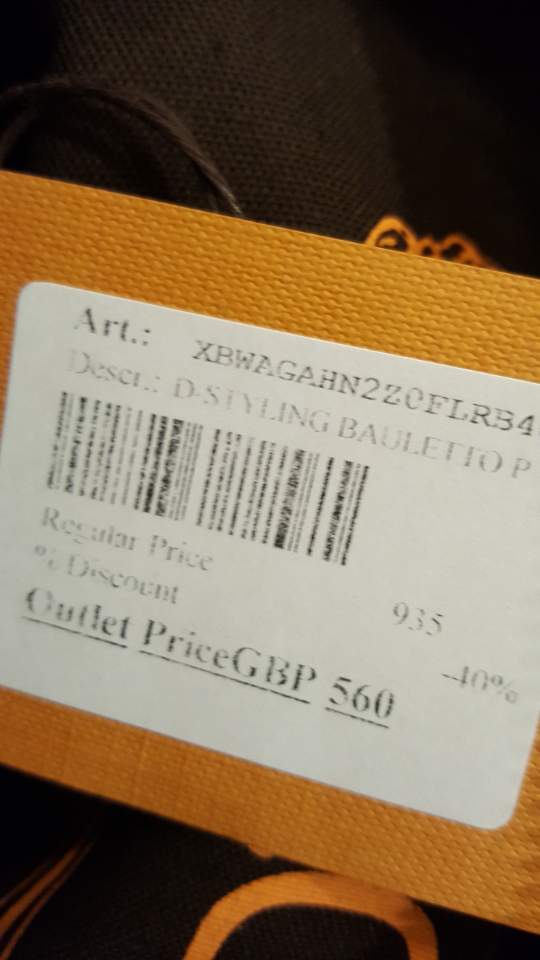 Art.: XBWAGAHN2Z0FLRB4
Descr.: D-STYLING BAULETTO P
Regular Price 935
% Discount -40%
Outlet PriceGBP 560